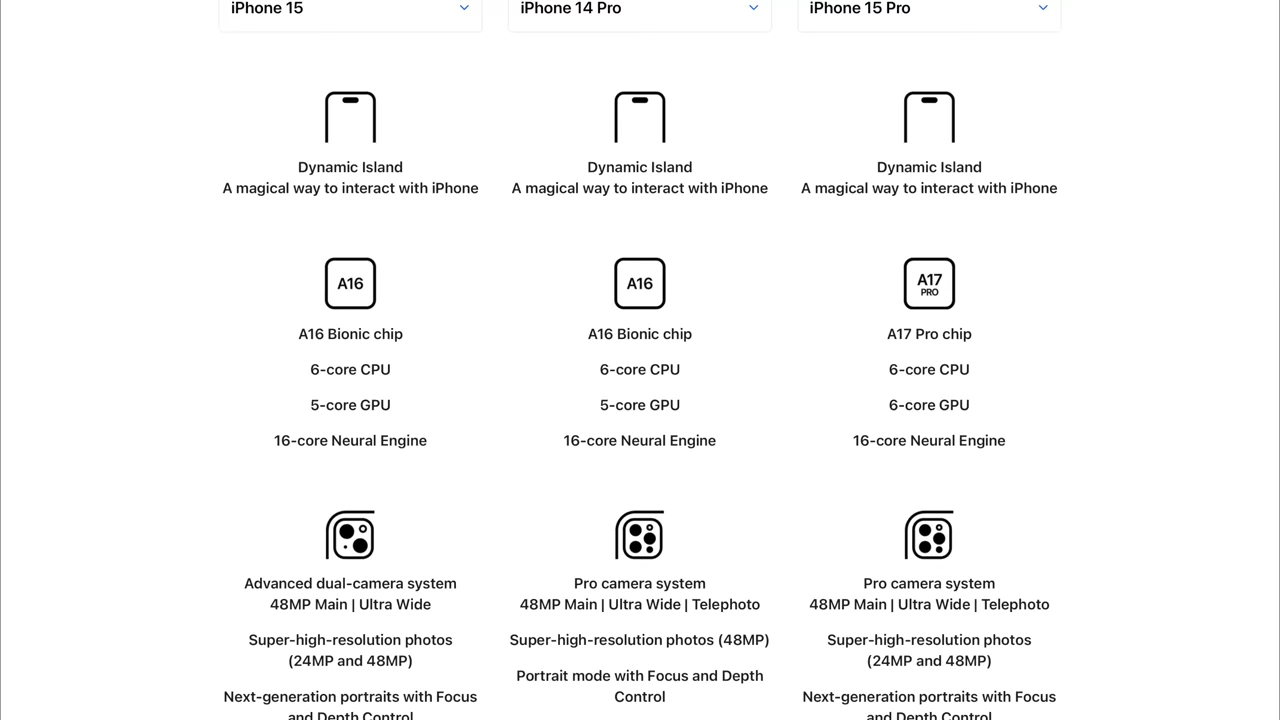 iPhone 15
iPhone 14 Pro
iPhone 15 Pro
Dynamic Island
A magical way to interact with iPhone
Dynamic Island
A magical way to interact with iPhone
Dynamic Island
A magical way to interact with iPhone
A16
A16
A17
PRO
A16 Bionic chip
A16 Bionic chip
A17 Pro chip
6-core CPU
6-core CPU
6-core CPU
5-core GPU
5-core GPU
6-core GPU
16-core Neural Engine
16-core Neural Engine
16-core Neural Engine
Advanced dual-camera system
48MP Main | Ultra Wide
Pro camera system
48MP Main | Ultra Wide | Telephoto
Pro camera system
48MP Main | Ultra Wide | Telephoto
Super-high-resolution photos
(24MP and 48MP)
Super-high-resolution photos (48MP)
Super-high-resolution photos
(24MP and 48MP)
Next-generation portraits with Focus
and Depth Control
Portrait mode with Focus and Depth
Control
Next-generation portraits with Focus
and Depth Control